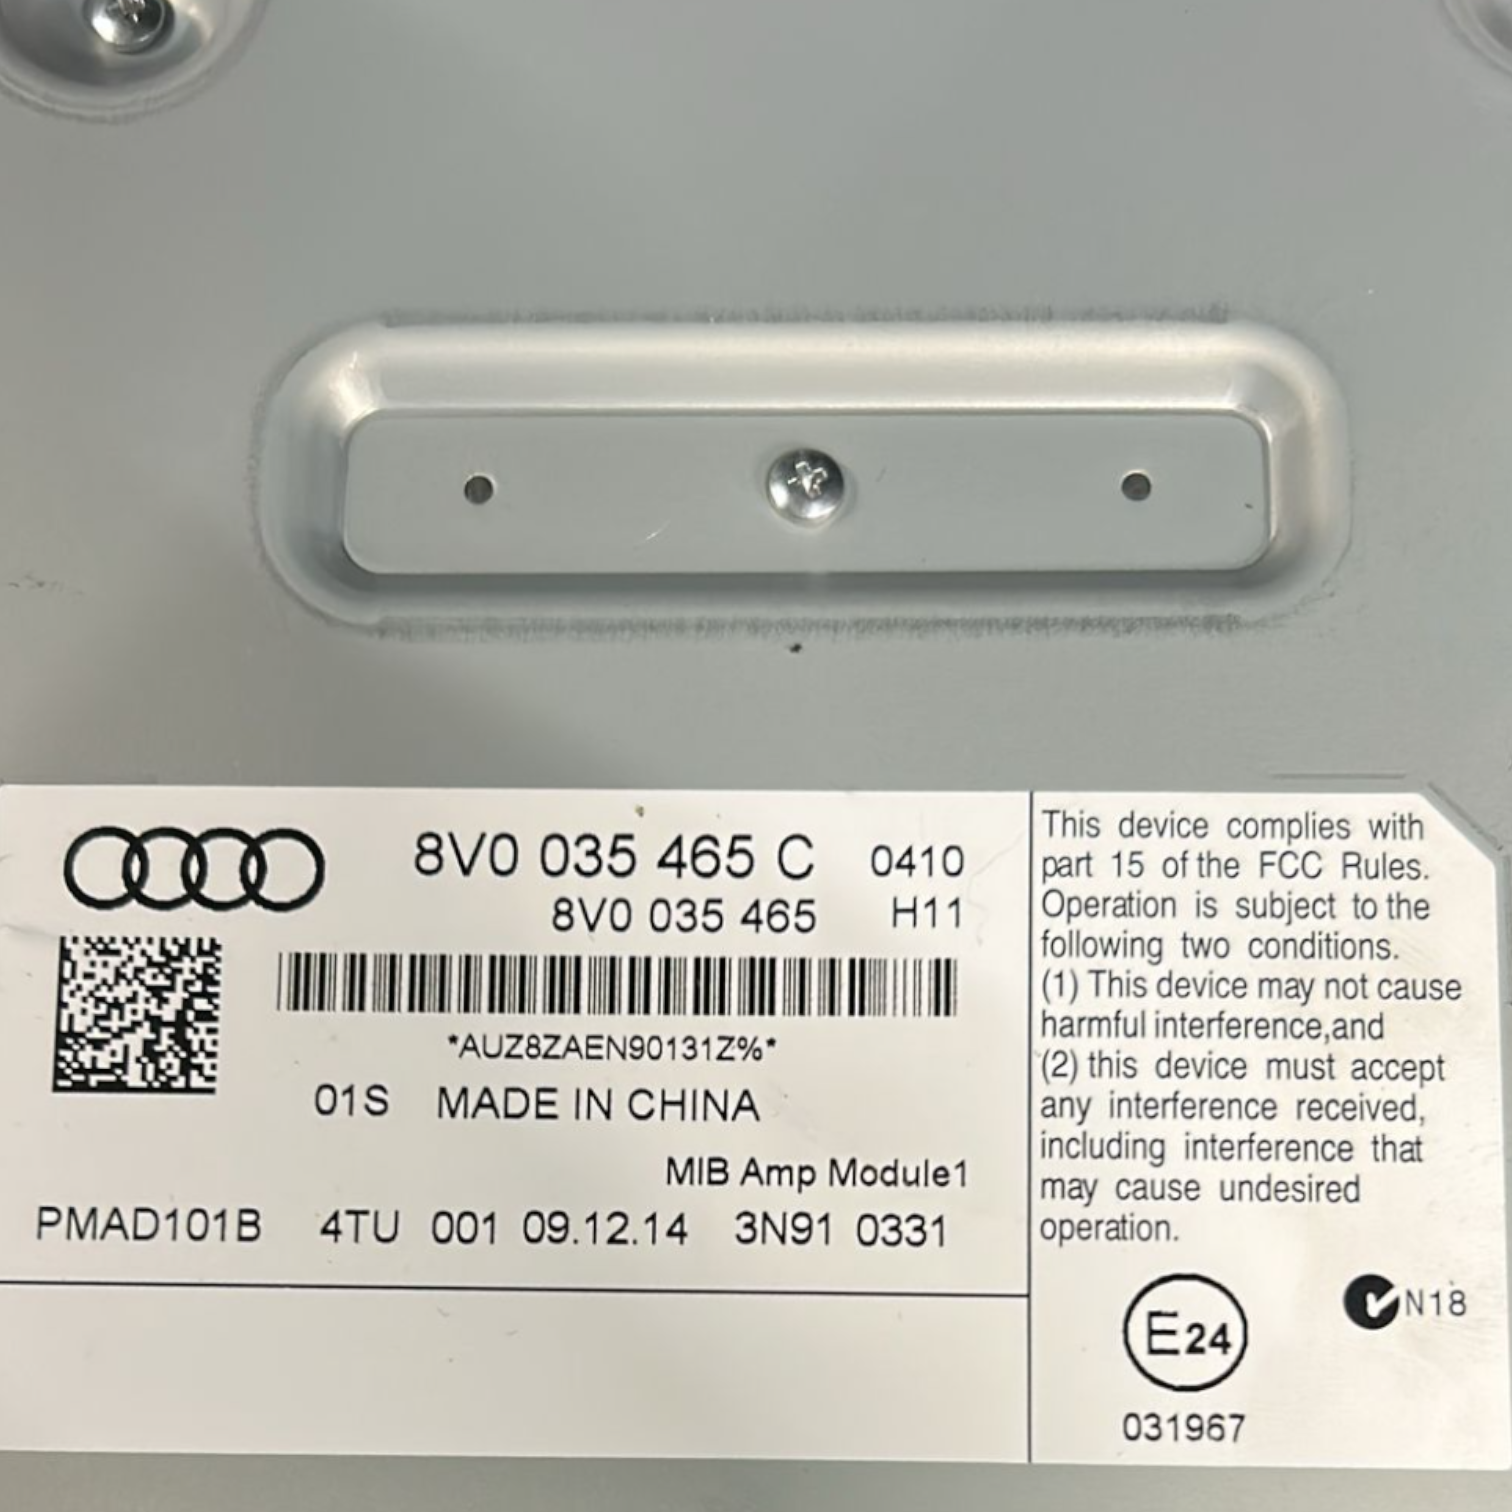 8V0 035 465 C 0410
8V0 035 465 H11
*AUZ8ZAEN90131Z%*
01S MADE IN CHINA
MIB Amp Module1
PMAD101B 4TU 001 09.12.14 3N91 0331
This device complies with
part 15 of the FCC Rules.
Operation is subject to the
following two conditions.
(1) This device may not cause
harmful interference,and
(2) this device must accept
any interference received,
including interference that
may cause undesired
operation.
N18
E24
031967